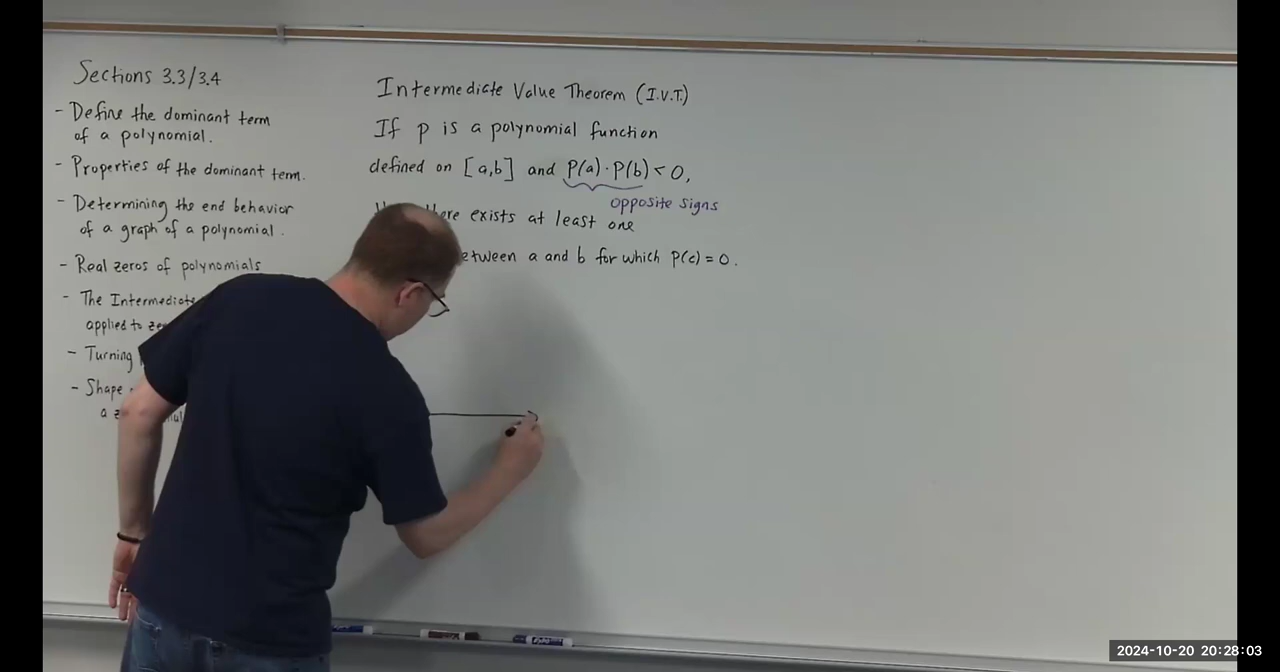 Sections 3.3/3.4
- Define the dominant term
of a polynomial.
- Properties of the dominant term.
- Determining the end behavior
of a graph of a polynomial.
- Real zeros of polynomials
- The Intermediate
applied to
- Turning
- Shape
a
Intermediate Value Theorem (I.V.T.)
If p is a polynomial function
defined on [a,b] and P(a)·P(b)<0,
opposite signs
exists at least one
between a and b for which P(c)=0.
2024-10-20 20:28:03